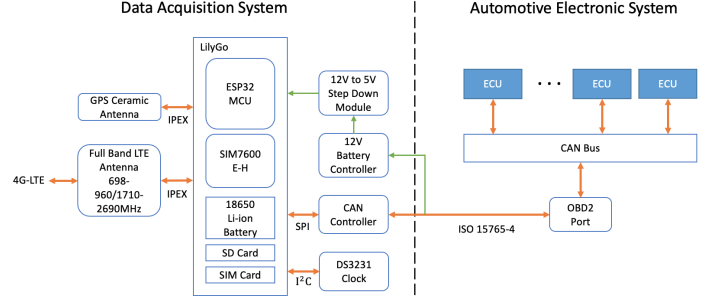 Data Acquisition System
Automotive Electronic System
LilyGo
ESP32
MCU
12V to 5V
Step Down
Module
ECU
. . .
ECU
ECU
GPS Ceramic
Antenna
IPEX
SIM7600
E-H
12V
Battery
Controller
CAN Bus
Full Band LTE
Antenna
698-
960/1710-
2690MHz
4G-LTE
IPEX
18650
Li-ion
Battery
SPI
CAN
Controller
ISO 15765-4
OBD2
Port
SD Card
SIM Card
I²C
DS3231
Clock